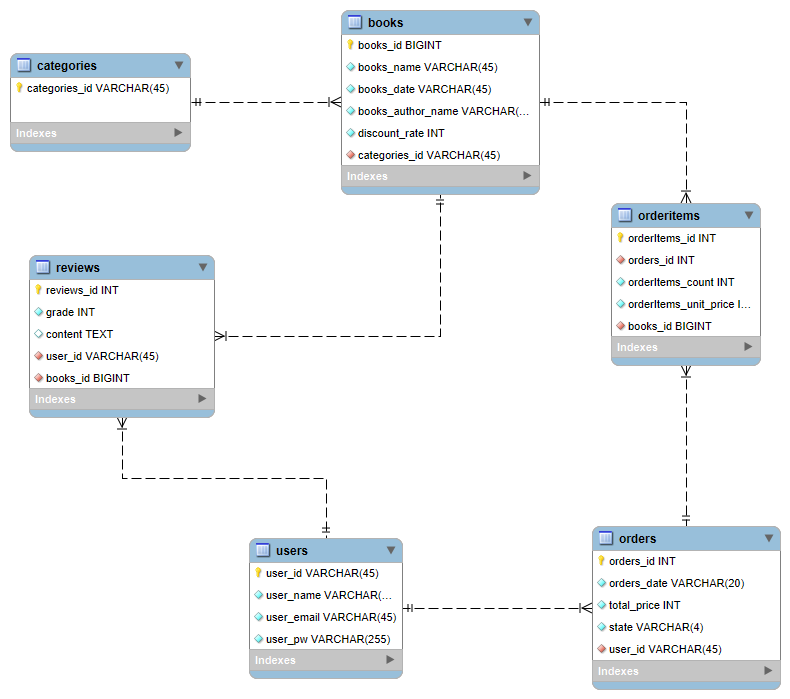 categories
categories_id VARCHAR(45)
Indexes
books
books_id BIGINT
books_name VARCHAR(45)
books_date VARCHAR(45)
books_author_name VARCHAR(...
discount_rate INT
categories_id VARCHAR(45)
Indexes
orderitems
orderItems_id INT
orders_id INT
orderItems_count INT
orderItems_unit_price I...
books_id BIGINT
Indexes
reviews
reviews_id INT
grade INT
content TEXT
user_id VARCHAR(45)
books_id BIGINT
Indexes
users
user_id VARCHAR(45)
user_name VARCHAR(...
user_email VARCHAR(45)
user_pw VARCHAR(255)
Indexes
orders
orders_id INT
orders_date VARCHAR(20)
total_price INT
state VARCHAR(4)
user_id VARCHAR(45)
Indexes